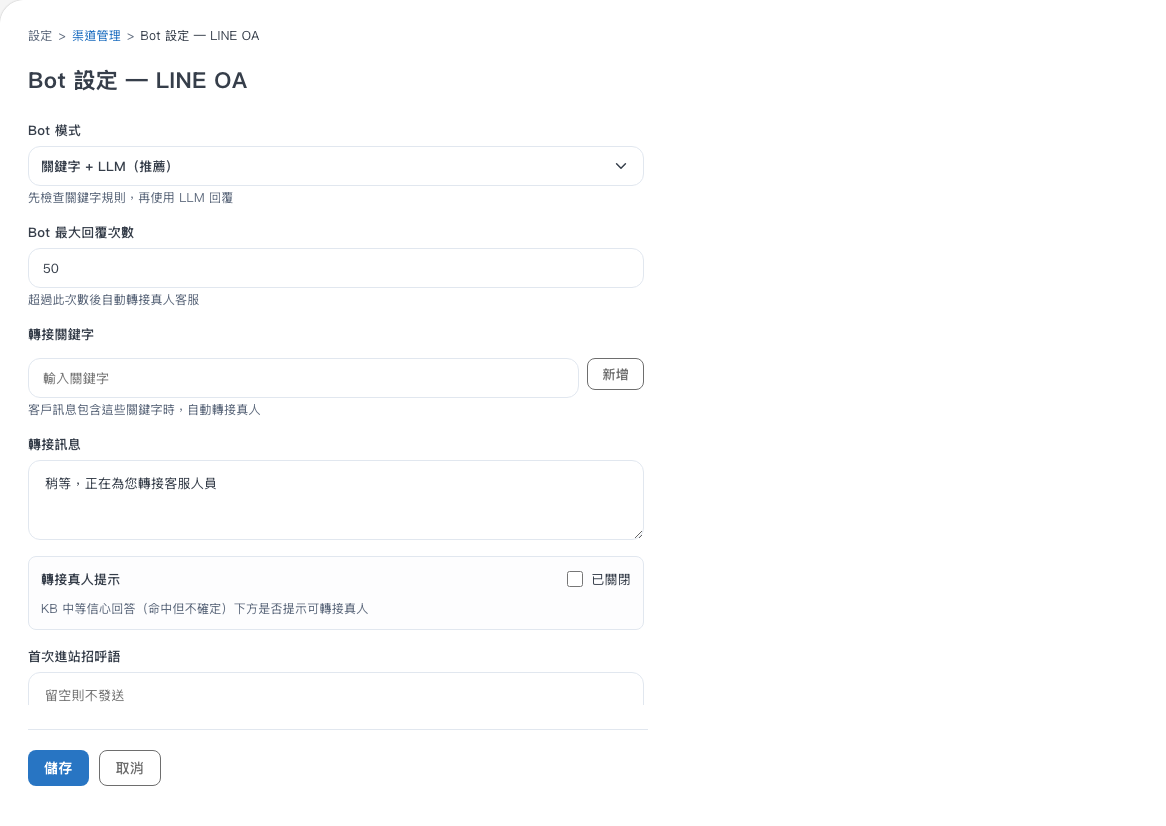 設定 > 渠道管理 > Bot 設定 — LINE OA
Bot 設定 — LINE OA
Bot 模式
關鍵字 + LLM（推薦）
先檢查關鍵字規則，再使用 LLM 回覆
Bot 最大回覆次數
50
超過此次數後自動轉接真人客服
轉接關鍵字
輸入關鍵字
新增
客戶訊息包含這些關鍵字時，自動轉接真人
轉接訊息
稍等，正在為您轉接客服人員
轉接真人提示
已關閉
KB 中等信心回答（命中但不確定）下方是否提示可轉接真人
首次進站招呼語
留空則不發送
儲存
取消